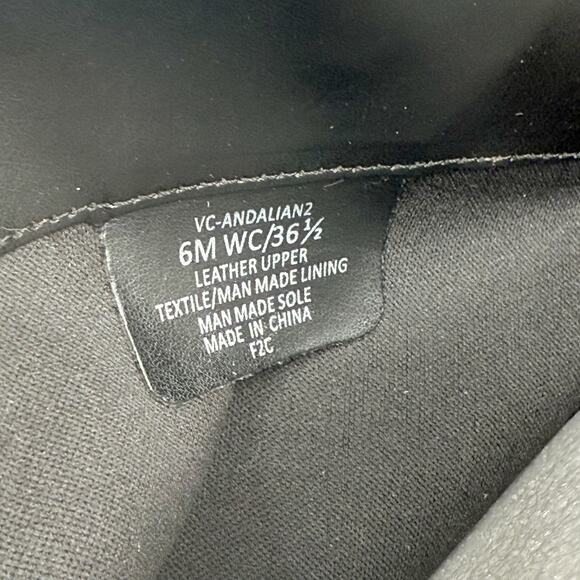 VC-ANDALIAN2
6M WC/36½
LEATHER UPPER
TEXTILE/MAN MADE LINING
MAN MADE SOLE
MADE IN CHINA
F2C